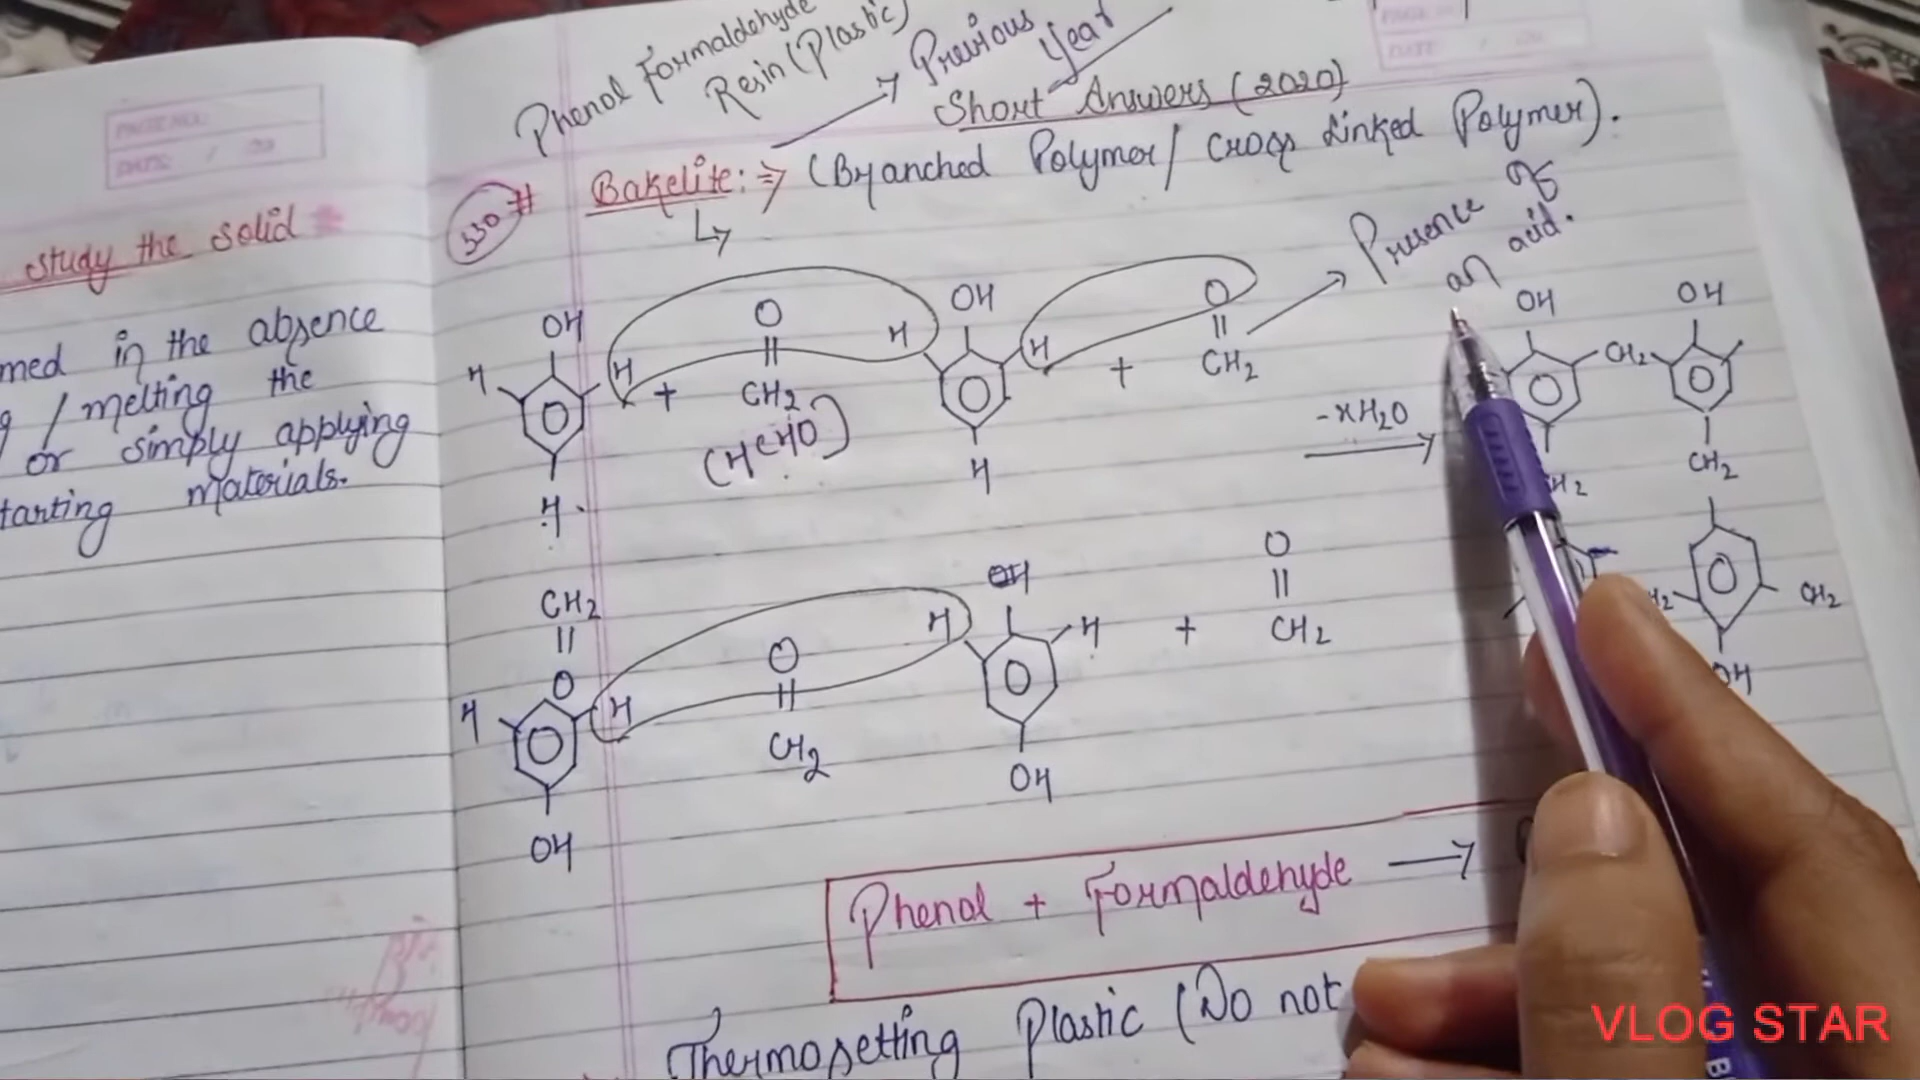 Phenol Formaldehyde
Resin (Plastic)
Previous
Year
Short Answers (2020)
330 # Bakelite: ⇒ (Branched Polymer / Cross Linked Polymer).
Presence of
an acid.
study the solid
med in the absence
g / melting the
or simply applying
tarting materials.
OH
H
H
H
+
O
CH2
(HCHO)
OH
H
H
H
+
O
CH2
-xH2O
OH
CH2
OH
CH2
H2
CH2
OH
CH2
O
H
H
OH
O
CH2
OH
H
H
OH
+
O
CH2
Phenol + Formaldehyde →
Thermosetting Plastic (Do not
VLOG STAR